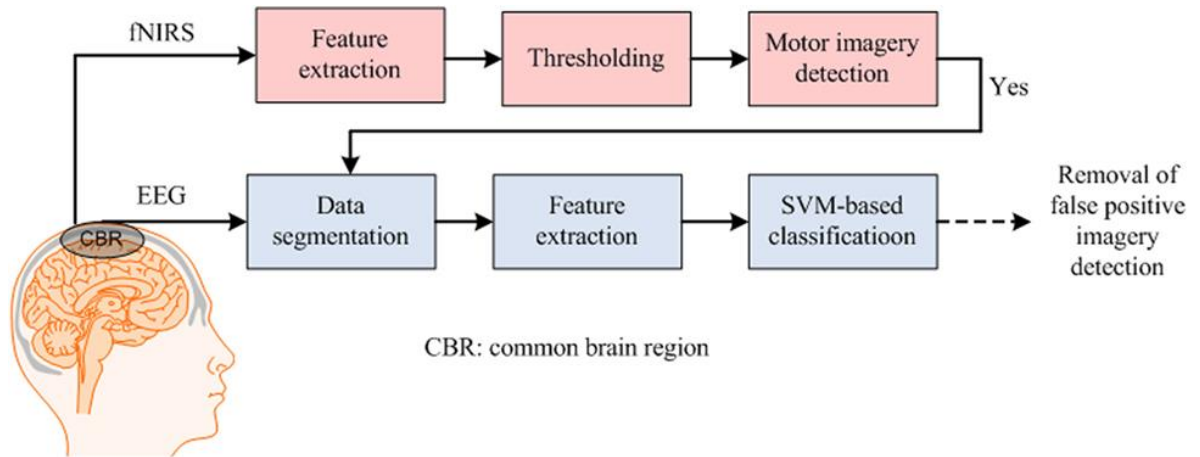 fNIRS
Feature
extraction
Thresholding
Motor imagery
detection
Yes
EEG
CBR
Data
segmentation
Feature
extraction
SVM-based
classificatioon
Removal of
false positive
imagery
detection
CBR: common brain region